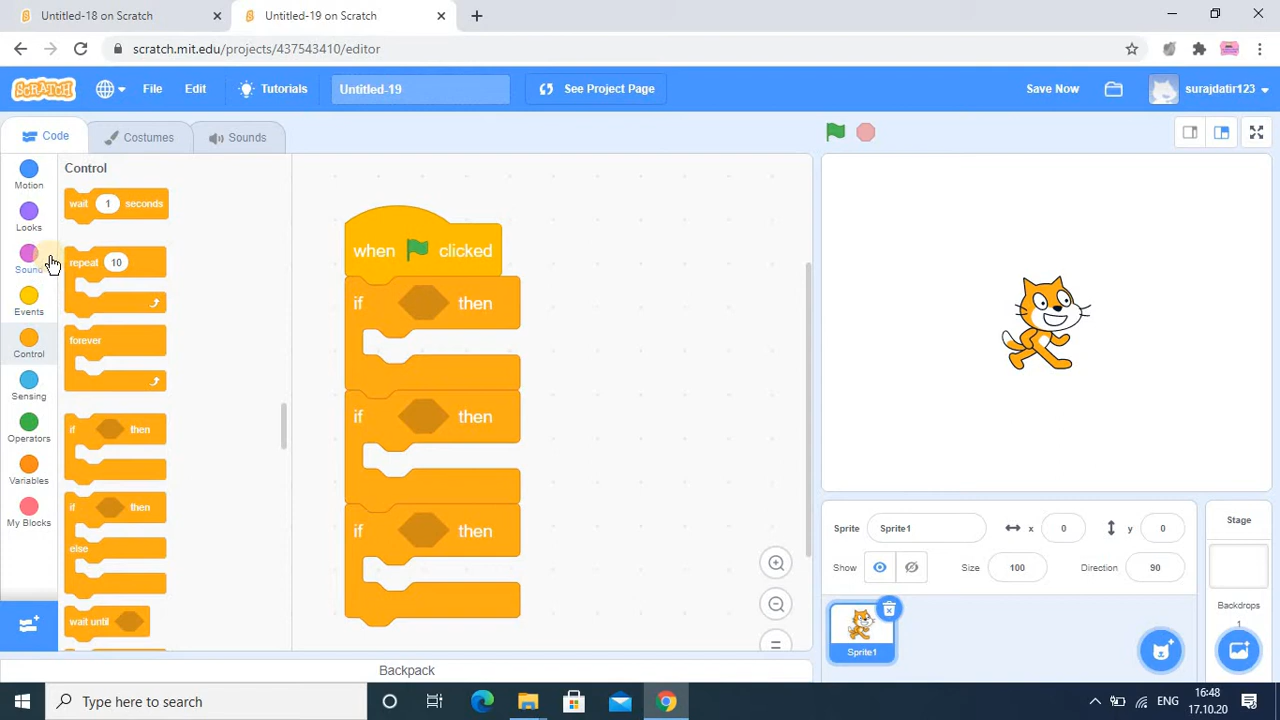 Untitled-18 on Scratch
Untitled-19 on Scratch
scratch.mit.edu/projects/437543410/editor
SCRATCH
File
Edit
Tutorials
Untitled-19
See Project Page
Save Now
surajdatir123
Code
Costumes
Sounds
Motion
Looks
Sound
Events
Control
Sensing
Operators
Variables
My Blocks
Control
wait 1 seconds
repeat 10
forever
if then
if then
else
wait until
when clicked
if then
if then
if then
Sprite Sprite1 x 0 y 0
Show Size 100 Direction 90
Sprite1
Stage
Backdrops
1
Backpack
Type here to search
ENG
16:48
17.10.20